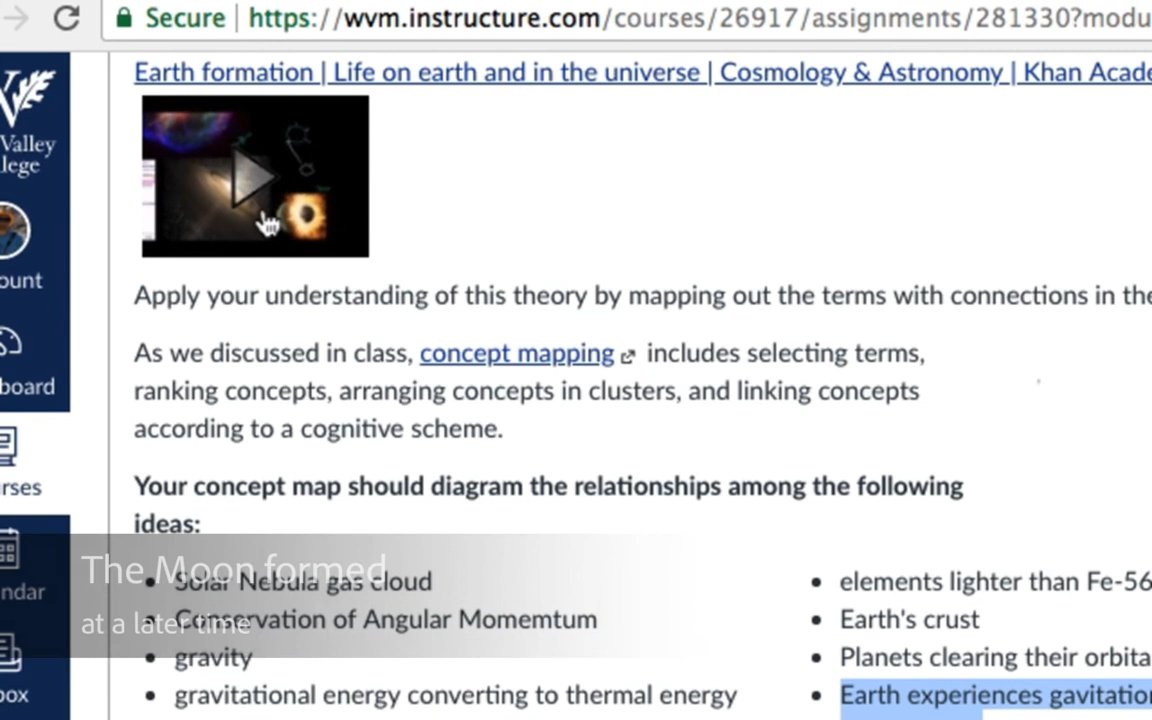 Secure | https://wvm.instructure.com/courses/26917/assignments/281330?modu
Earth formation | Life on earth and in the universe | Cosmology & Astronomy | Khan Acade
Valley
lege
Apply your understanding of this theory by mapping out the terms with connections in the
ount
As we discussed in class, concept mapping includes selecting terms,
ranking concepts, arranging concepts in clusters, and linking concepts
according to a cognitive scheme.
board
rses
Your concept map should diagram the relationships among the following
ideas:
The Moon formed
at a later time
• Solar Nebula gas cloud
• Conservation of Angular Momemtum
• gravity
• gravitational energy converting to thermal energy
• elements lighter than Fe-56
• Earth's crust
• Planets clearing their orbita
• Earth experiences gavitatio
ndar
box